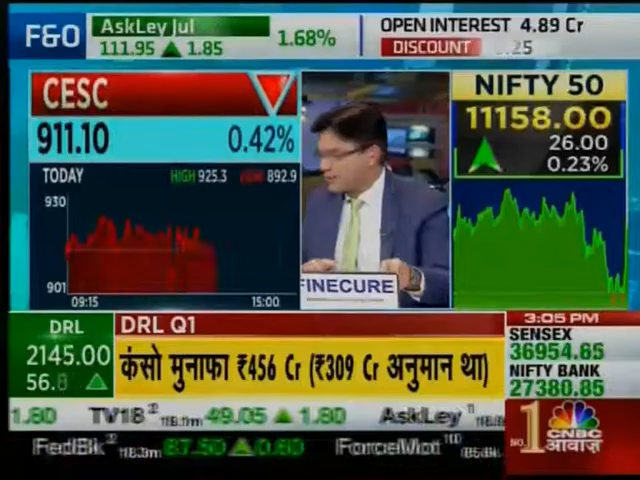 F&O
AskLey Jul
111.95 ▲ 1.85
1.68%
OPEN INTEREST 4.89 Cr
DISCOUNT
CESC
911.10 0.42%
TODAY HIGH 925.3 LOW 892.9
930
901
09:15 15:00
FINECURE
NIFTY 50
11158.00
26.00
0.23%
DRL
2145.00
DRL Q1
कंसो मुनाफा ₹456 Cr (₹309 Cr अनुमान था)
3:05 PM
SENSEX
36954.65
NIFTY BANK
27380.85
1.80 TV18 49.05 ▲ 1.80 AskLey
FedBk 87.50 ▲ 0.60 ForceMot
NO. 1 CNBC
आवाज़